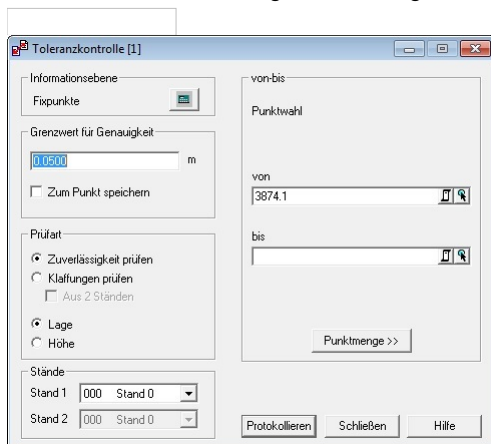 Toleranzkontrolle [1]
Informationsebene
Fixpunkte
Grenzwert für Genauigkeit
0.0500 m
Zum Punkt speichern
Prüfart
Zuverlässigkeit prüfen
Klaffungen prüfen
Aus 2 Ständen
Lage
Höhe
Stände
Stand 1 000 Stand 0
Stand 2 000 Stand 0
von-bis
Punktwahl
von
3874.1
bis
Punktmenge >>
Protokollieren Schließen Hilfe